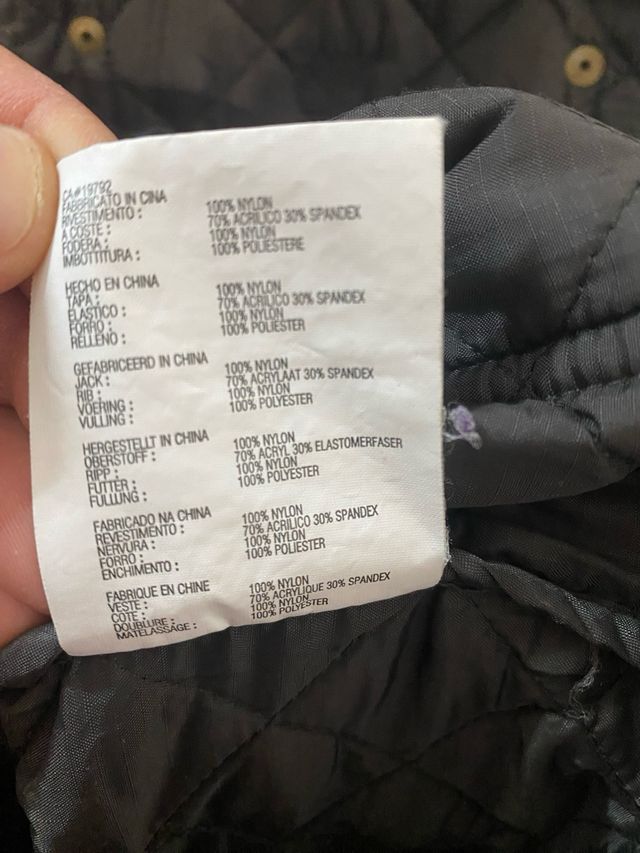 CA#19792
FABBRICATO IN CINA
RIVESTIMENTO : 100% NYLON
A COSTE : 70% ACRILICO 30% SPANDEX
FODERA : 100% NYLON
IMBOTTITURA : 100% POLIESTERE
HECHO EN CHINA
TAPA : 100% NYLON
ELASTICO : 70% ACRILICO 30% SPANDEX
FORRO : 100% NYLON
RELLENO : 100% POLIESTER
GEFABRICEERD IN CHINA
JACK : 100% NYLON
RIB : 70% ACRYLAAT 30% SPANDEX
VOERING : 100% NYLON
VULLING : 100% POLYESTER
HERGESTELLT IN CHINA
OBERSTOFF : 100% NYLON
RIPP : 70% ACRYL 30% ELASTOMERFASER
FUTTER : 100% NYLON
FULLUNG : 100% POLYESTER
FABRICADO NA CHINA
REVESTIMENTO : 100% NYLON
NERVURA : 70% ACRILICO 30% SPANDEX
FORRO : 100% NYLON
ENCHIMENTO : 100% POLIESTER
FABRIQUE EN CHINE
VESTE : 100% NYLON
COTE : 70% ACRYLIQUE 30% SPANDEX
DOUBLURE : 100% NYLON
MATELASSAGE : 100% POLYESTER